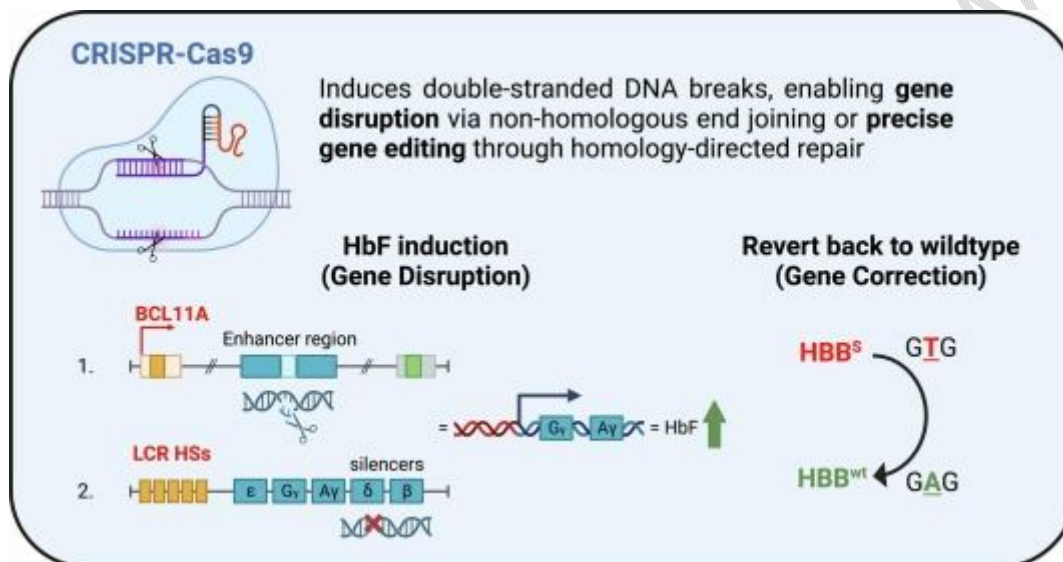 CRISPR-Cas9
Induces double-stranded DNA breaks, enabling gene
disruption via non-homologous end joining or precise
gene editing through homology-directed repair
HbF induction
(Gene Disruption)
Revert back to wildtype
(Gene Correction)
BCL11A
Enhancer region
1.
= Gγ Aγ = HbF
LCR HSs
silencers
2.
ε Gγ Aγ δ β
HBBS GTG
HBBwt GAG